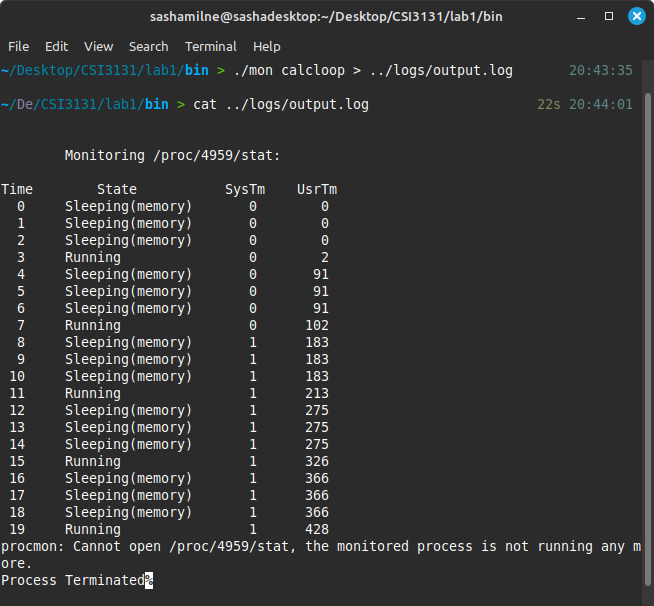 sashamilne@sashadesktop:~/Desktop/CSI3131/lab1/bin
File Edit View Search Terminal Help
~/Desktop/CSI3131/lab1/bin > ./mon calcloop > ../logs/output.log 20:43:35
~/De/CSI3131/lab1/bin > cat ../logs/output.log 22s 20:44:01
Monitoring /proc/4959/stat:
Time State SysTm UsrTm
0 Sleeping(memory) 0 0
1 Sleeping(memory) 0 0
2 Sleeping(memory) 0 0
3 Running 0 2
4 Sleeping(memory) 0 91
5 Sleeping(memory) 0 91
6 Sleeping(memory) 0 91
7 Running 0 102
8 Sleeping(memory) 1 183
9 Sleeping(memory) 1 183
10 Sleeping(memory) 1 183
11 Running 1 213
12 Sleeping(memory) 1 275
13 Sleeping(memory) 1 275
14 Sleeping(memory) 1 275
15 Running 1 326
16 Sleeping(memory) 1 366
17 Sleeping(memory) 1 366
18 Sleeping(memory) 1 366
19 Running 1 428
procmon: Cannot open /proc/4959/stat, the monitored process is not running any m
ore.
Process Terminated%